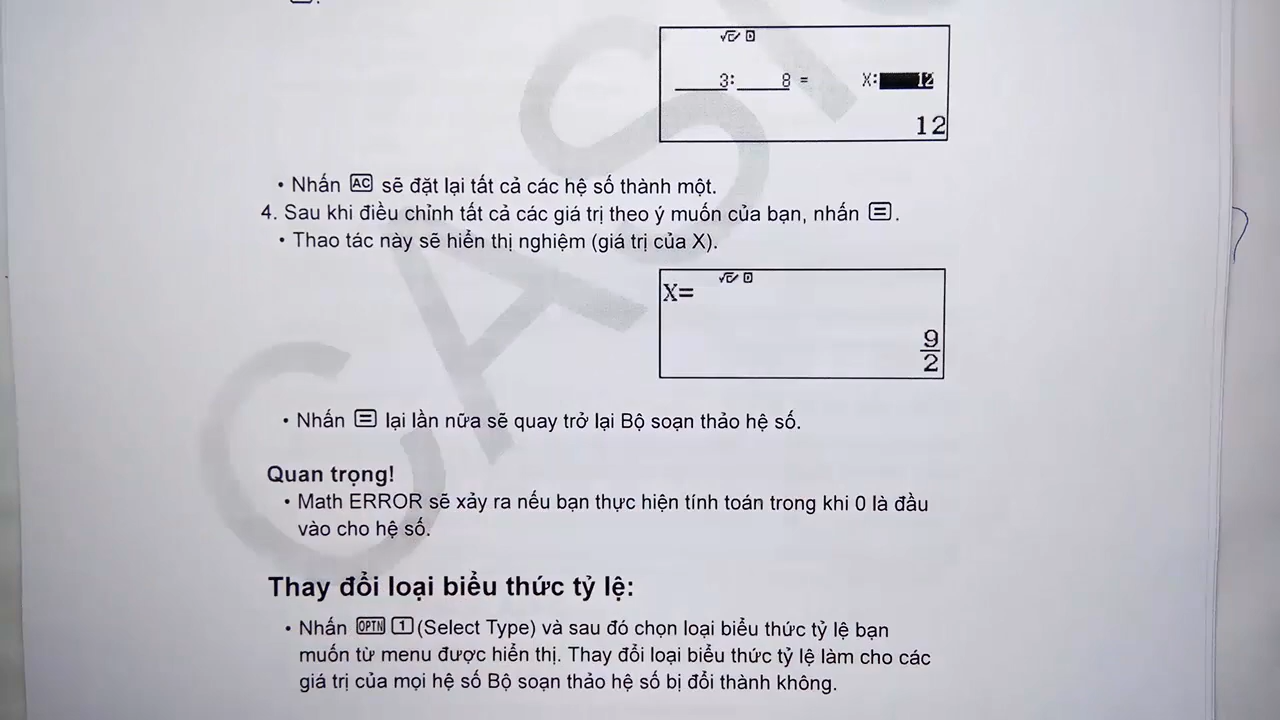 3: 8 = X: 12
12
• Nhấn AC sẽ đặt lại tất cả các hệ số thành một.
4. Sau khi điều chỉnh tất cả các giá trị theo ý muốn của bạn, nhấn =.
• Thao tác này sẽ hiển thị nghiệm (giá trị của X).
X=
9
2
• Nhấn = lại lần nữa sẽ quay trở lại Bộ soạn thảo hệ số.
Quan trọng!
• Math ERROR sẽ xảy ra nếu bạn thực hiện tính toán trong khi 0 là đầu
vào cho hệ số.
Thay đổi loại biểu thức tỷ lệ:
• Nhấn OPTN 1 (Select Type) và sau đó chọn loại biểu thức tỷ lệ bạn
muốn từ menu được hiển thị. Thay đổi loại biểu thức tỷ lệ làm cho các
giá trị của mọi hệ số Bộ soạn thảo hệ số bị đổi thành không.